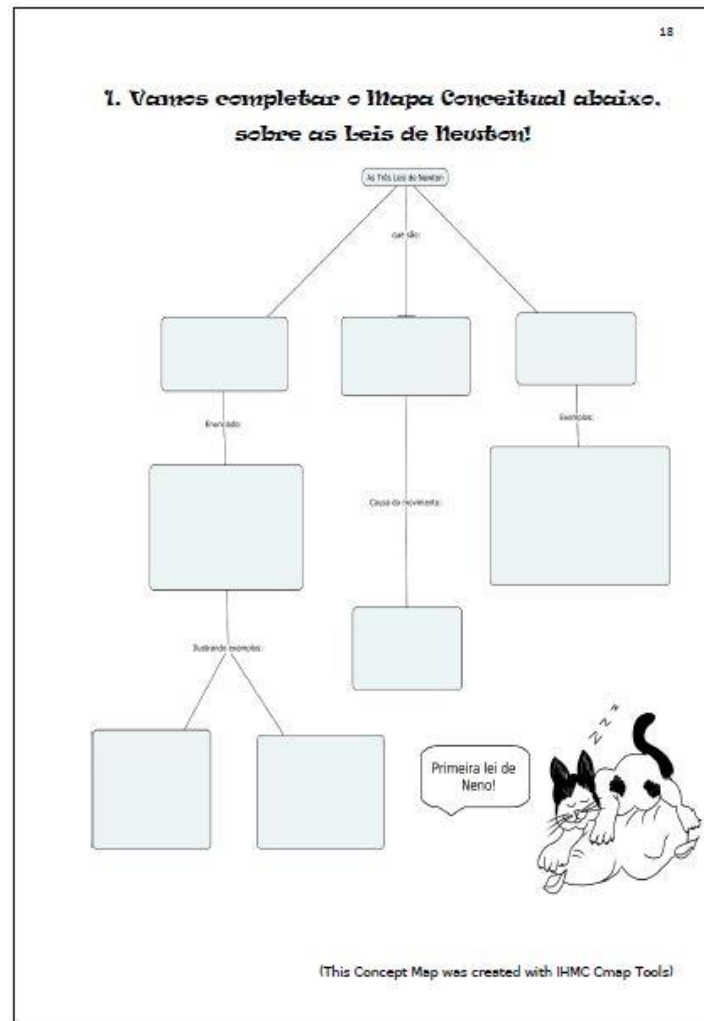 18
1. Vamos completar o Mapa Conceitual abaixo,
sobre as Leis de Newton!
As Três Leis de Newton
que são:
Enunciado:
Exemplos:
Causa do movimento:
Ilustrando exemplos:
Primeira lei de
Neno!
z z z
(This Concept Map was created with IHMC Cmap Tools)